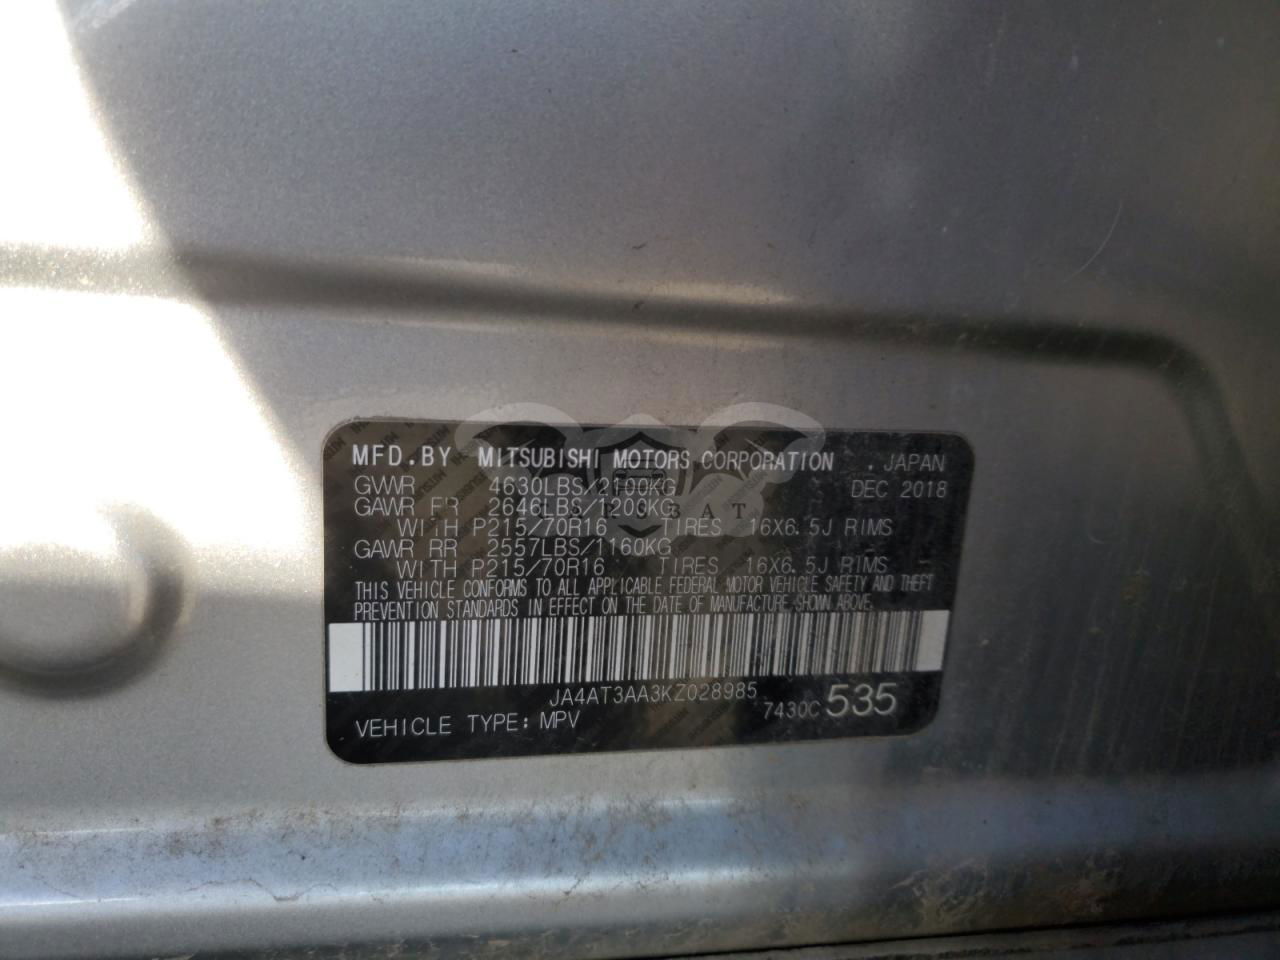 MFD.BY MITSUBISHI MOTORS CORPORATION .JAPAN
GWWR 4630LBS/2100KG DEC 2018
GAWR FR 2646LBS/1200KG
WITH P215/70R16 TIRES 16X6.5J RIMS -
GAWR RR 2557LBS/1160KG -
WITH P215/70R16 TIRES 16X6.5J RIMS -
THIS VEHICLE CONFORMS TO ALL APPLICABLE FEDERAL MOTOR VEHICLE SAFETY AND THEFT
PREVENTION STANDARDS IN EFFECT ON THE DATE OF MANUFACTURE SHOWN ABOVE.
JA4AT3AA3KZ028985
7430C 535
VEHICLE TYPE: MPV